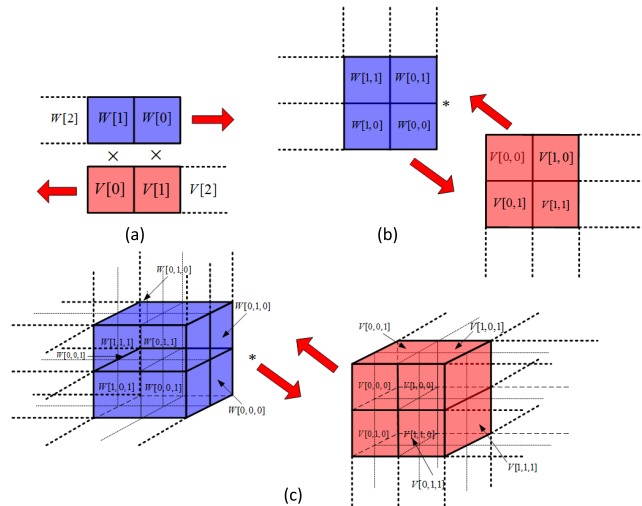 W[2] W[1] W[0]
× ×
V[0] V[1] V[2]
(a)
W[1,1] W[0,1]
*
W[1,0] W[0,0]
V[0,0] V[1,0]
V[0,1] V[1,1]
(b)
W[0,1,0]
W[0,1,0]
W[1,1,1] W[0,1,1]
W[0,0,1]
*
W[1,0,1] W[0,0,1]
W[0,0,0]
V[0,0,1] V[1,0,1]
V[0,0,0] V[1,0,0]
V[0,1,0] V[1,1,0]
V[1,1,1]
V[0,1,1]
(c)